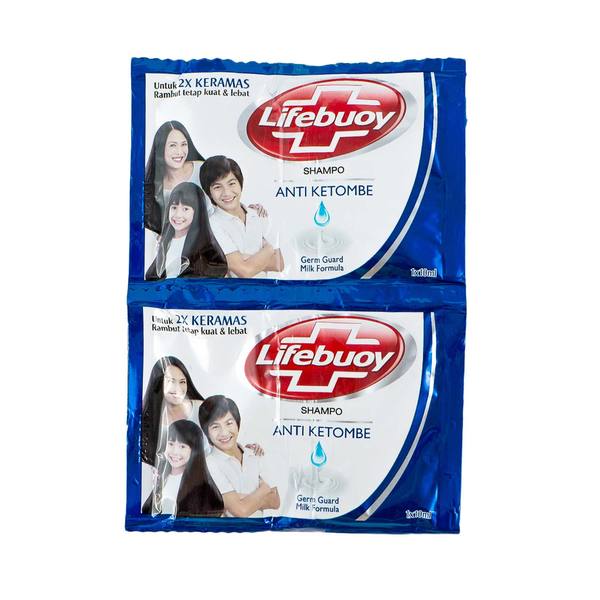 Untuk 2X KERAMAS
Rambut tetap kuat & lebat
Lifebuoy
SHAMPO
ANTI KETOMBE
Germ Guard
Milk Formula
1x10ml
Untuk 2X KERAMAS
Rambut tetap kuat & lebat
Lifebuoy
SHAMPO
ANTI KETOMBE
Germ Guard
Milk Formula
1x10ml